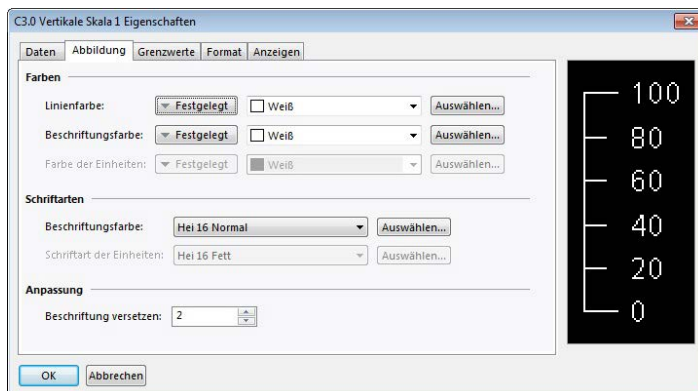 C3.0 Vertikale Skala 1 Eigenschaften
Daten Abbildung Grenzwerte Format Anzeigen
Farben
Linienfarbe: Festgelegt Weiß Auswählen...
Beschriftungsfarbe: Festgelegt Weiß Auswählen...
Farbe der Einheiten: Festgelegt Weiß Auswählen...
Schriftarten
Beschriftungsfarbe: Hei 16 Normal Auswählen...
Schriftart der Einheiten: Hei 16 Fett Auswählen...
Anpassung
Beschriftung versetzen: 2
OK Abbrechen
100
80
60
40
20
0